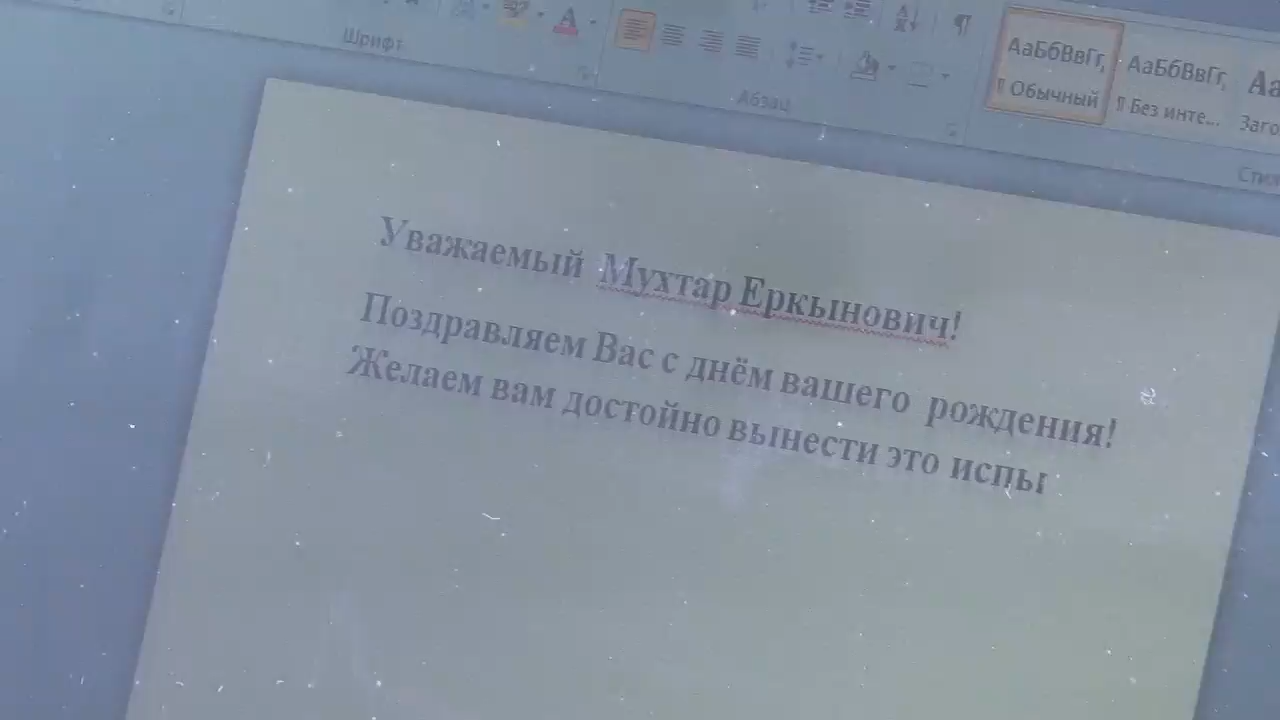 Шрифт
Абзац
АаБбВвГг,
АаБбВвГг,
¶ Обычный
¶ Без инте...
Уважаемый Мухтар Еркынович!
Поздравляем Вас с днём вашего рождения!
Желаем вам достойно вынести это испы